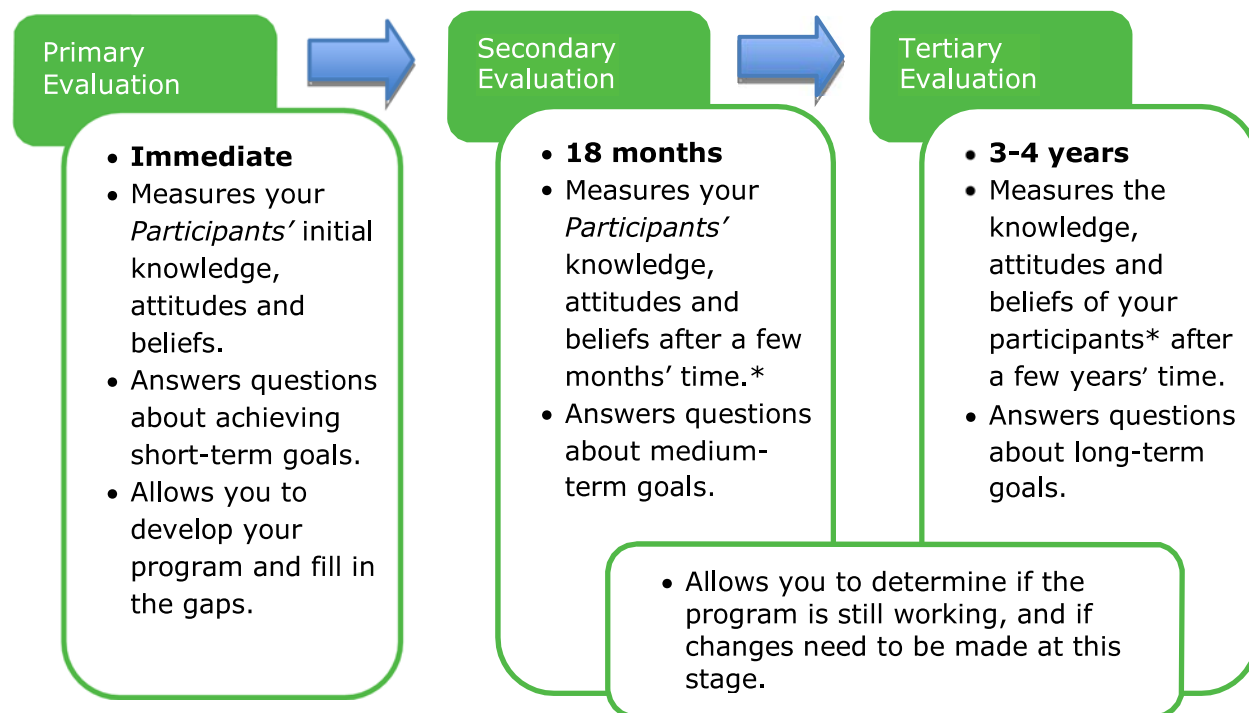 Primary
Evaluation
• Immediate
• Measures your
Participants’ initial
knowledge,
attitudes and
beliefs.
• Answers questions
about achieving
short-term goals.
• Allows you to
develop your
program and fill in
the gaps.
Secondary
Evaluation
• 18 months
• Measures your
Participants’
knowledge,
attitudes and
beliefs after a few
months’ time.*
• Answers questions
about medium-
term goals.
Tertiary
Evaluation
• 3-4 years
• Measures the
knowledge,
attitudes and
beliefs of your
participants* after
a few years’ time.
• Answers questions
about long-term
goals.
• Allows you to determine if the
program is still working, and if
changes need to be made at this
stage.